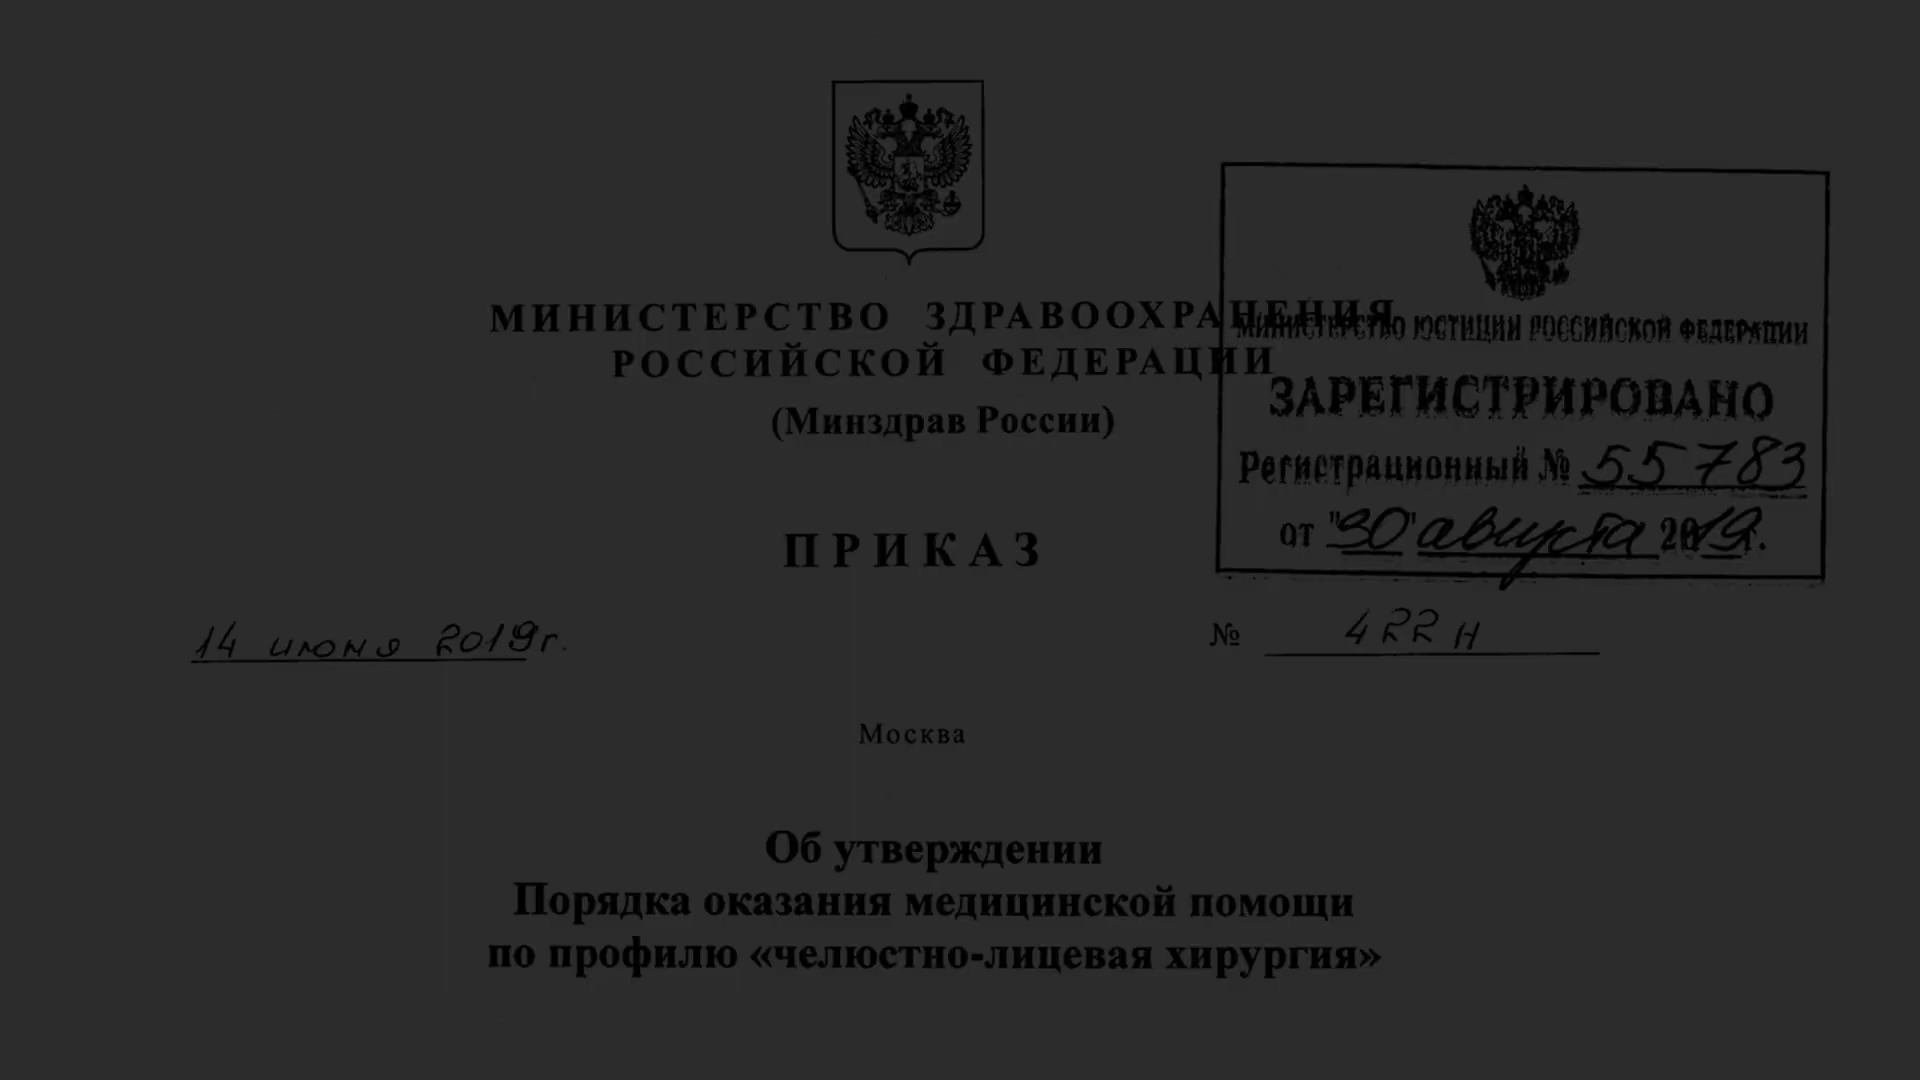 МИНИСТЕРСТВО ЗДРАВООХРАНЕНИЯ
РОССИЙСКОЙ ФЕДЕРАЦИИ
(Минздрав России)
МИНИСТЕРСТВО ЮСТИЦИИ РОССИЙСКОЙ ФЕДЕРАЦИИ
ЗАРЕГИСТРИРОВАНО
Регистрационный № 55783
от "30" августа 2019г.
ПРИКАЗ
14 июня 2019г.
№ 422н
Москва
Об утверждении
Порядка оказания медицинской помощи
по профилю «челюстно-лицевая хирургия»